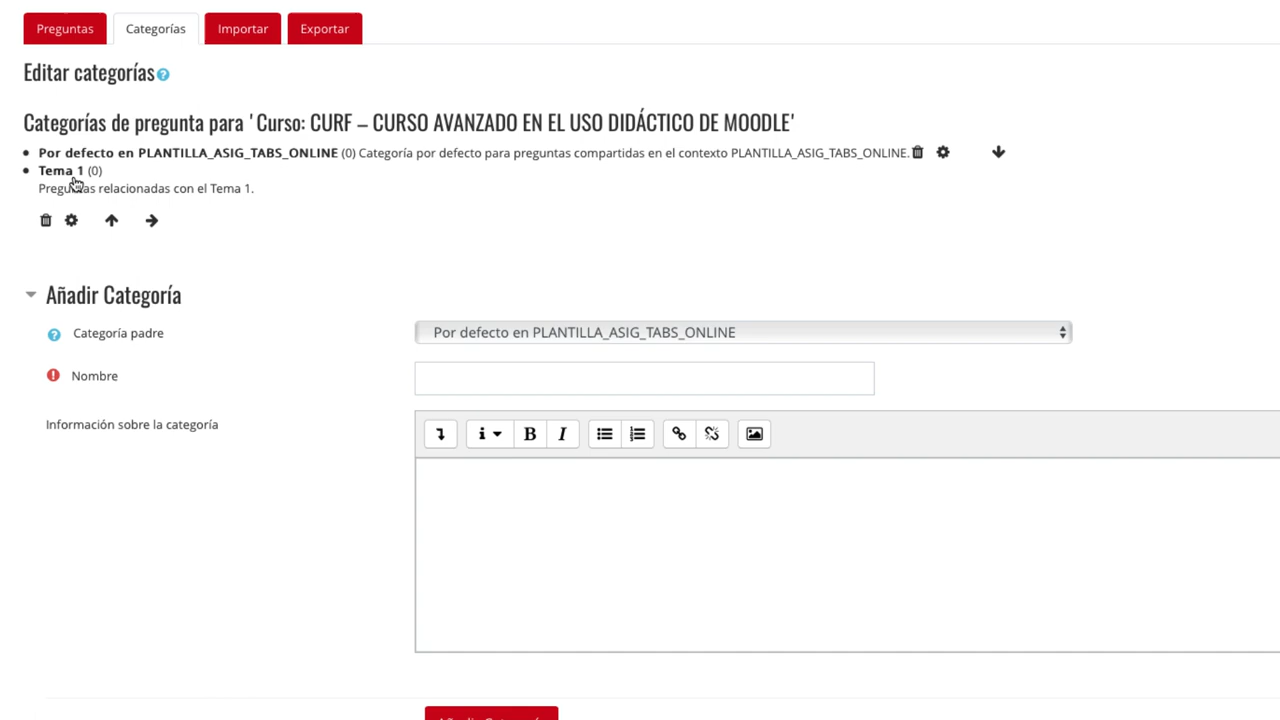 Preguntas Categorías Importar Exportar
Editar categorías
Categorías de pregunta para 'Curso: CURF – CURSO AVANZADO EN EL USO DIDÁCTICO DE MOODLE'
Por defecto en PLANTILLA_ASIG_TABS_ONLINE (0) Categoría por defecto para preguntas compartidas en el contexto PLANTILLA_ASIG_TABS_ONLINE.
Tema 1 (0)
Preguntas relacionadas con el Tema 1.
Añadir Categoría
Categoría padre
Por defecto en PLANTILLA_ASIG_TABS_ONLINE
Nombre
Información sobre la categoría